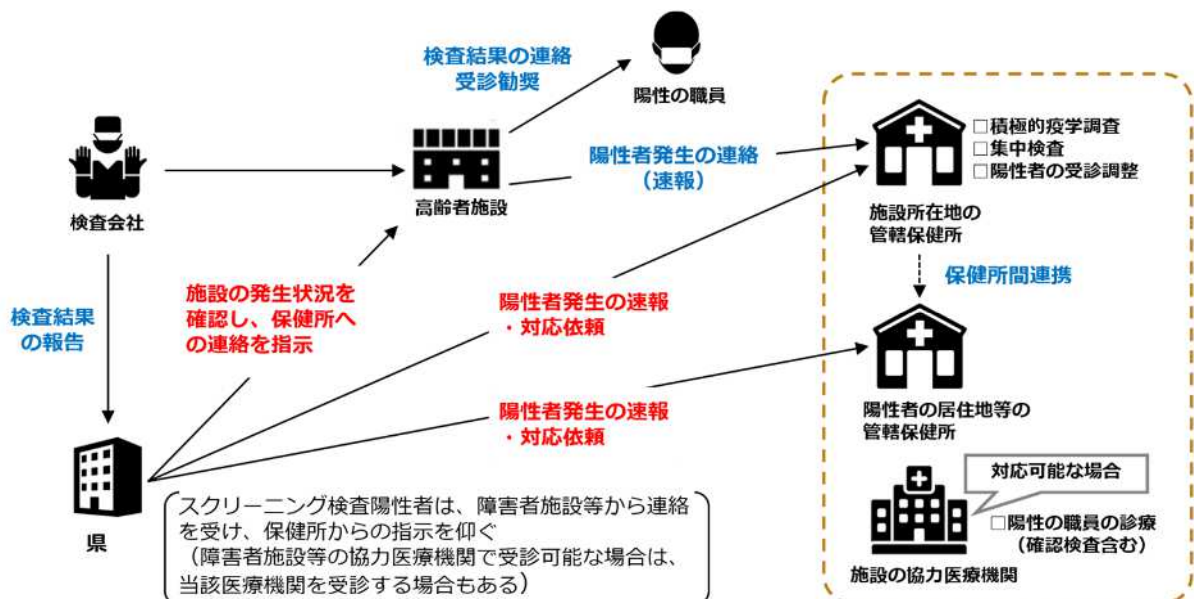 検査結果の連絡
受診勧奨
陽性の職員
検査会社
高齢者施設
陽性者発生の連絡
（速報）
□積極的疫学調査
□集中検査
□陽性者の受診調整
施設所在地の
管轄保健所
検査結果
の報告
施設の発生状況を
確認し、保健所へ
の連絡を指示
陽性者発生の速報
・対応依頼
保健所間連携
陽性者発生の速報
・対応依頼
陽性者の居住地等の
管轄保健所
県
スクリーニング検査陽性者は、障害者施設等から連絡
を受け、保健所からの指示を仰ぐ
（障害者施設等の協力医療機関で受診可能な場合は、
当該医療機関を受診する場合もある）
対応可能な場合
□陽性の職員の診療
（確認検査含む）
施設の協力医療機関